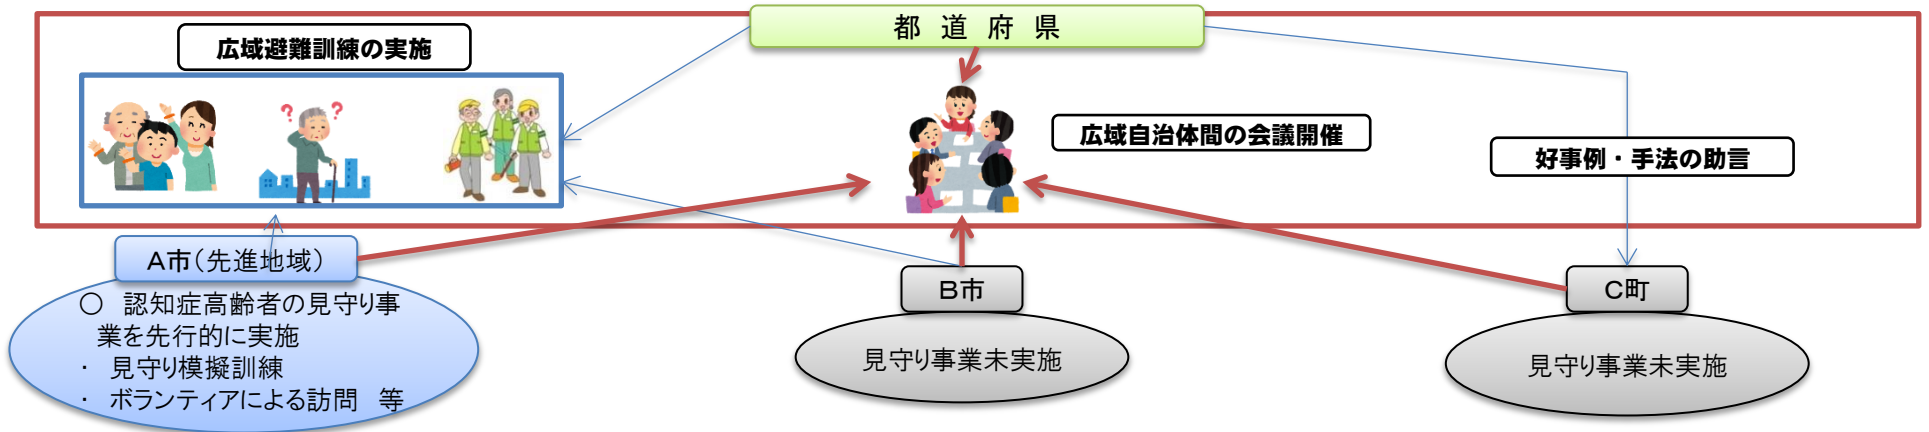 都 道 府 県
広域避難訓練の実施
? ?
広域自治体間の会議開催
好事例・手法の助言
A市(先進地域)
○ 認知症高齢者の見守り事
業を先行的に実施
・ 見守り模擬訓練
・ ボランティアによる訪問 等
B市
見守り事業未実施
C町
見守り事業未実施